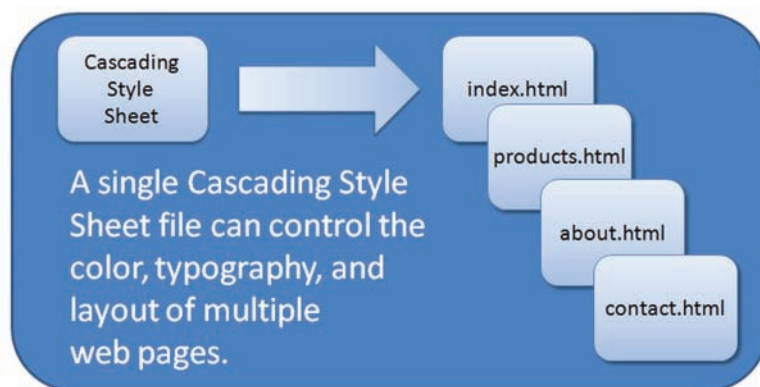 Cascading
Style
Sheet
index.html
products.html
about.html
contact.html
A single Cascading Style
Sheet file can control the
color, typography, and
layout of multiple
web pages.